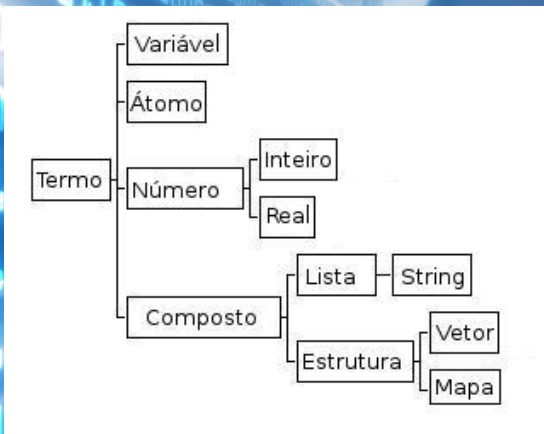 Variável
Átomo
Termo
Número
Inteiro
Real
Composto
Lista
String
Estrutura
Vetor
Mapa